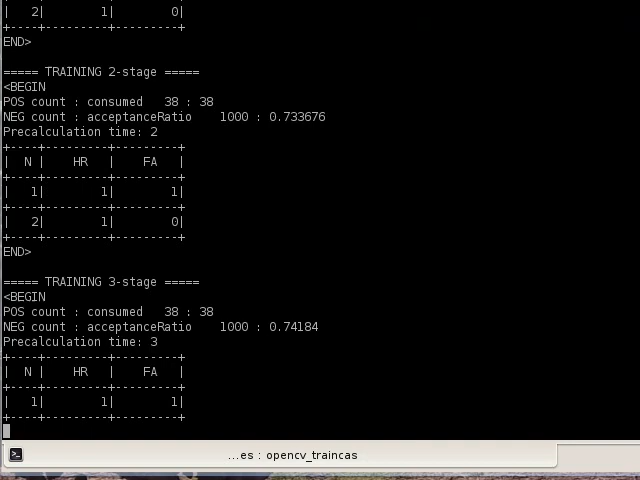 |  2|       1|       0|
+----+---------+---------+
END>
===== TRAINING 2-stage =====
<BEGIN
POS count : consumed   38 : 38
NEG count : acceptanceRatio    1000 : 0.733676
Precalculation time: 2
+----+---------+---------+
|  N |    HR   |    FA   |
+----+---------+---------+
|   1|        1|        1|
+----+---------+---------+
|   2|        1|        0|
+----+---------+---------+
END>
===== TRAINING 3-stage =====
<BEGIN
POS count : consumed   38 : 38
NEG count : acceptanceRatio    1000 : 0.74184
Precalculation time: 3
+----+---------+---------+
|  N |    HR   |    FA   |
+----+---------+---------+
|   1|        1|        1|
+----+---------+---------+
...es : opencv_traincas